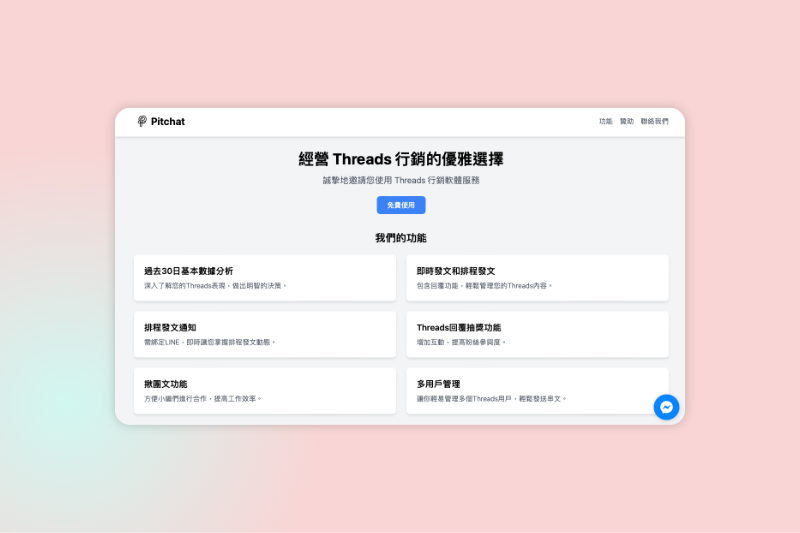 Pitchat
功能 贊助 聯絡我們
經營 Threads 行銷的優雅選擇
誠摯地邀請您使用 Threads 行銷軟體服務
免費使用
我們的功能
過去30日基本數據分析
深入了解您的Threads表現，做出明智的決策。
即時發文和排程發文
包含回覆功能，輕鬆管理您的Threads內容。
排程發文通知
需綁定LINE，即時讓您掌握排程發文動態。
Threads回覆抽獎功能
增加互動，提高粉絲參與度。
揪團文功能
方便小編們進行合作，提高工作效率。
多用戶管理
讓你輕易管理多個Threads用戶，輕鬆發送串文。